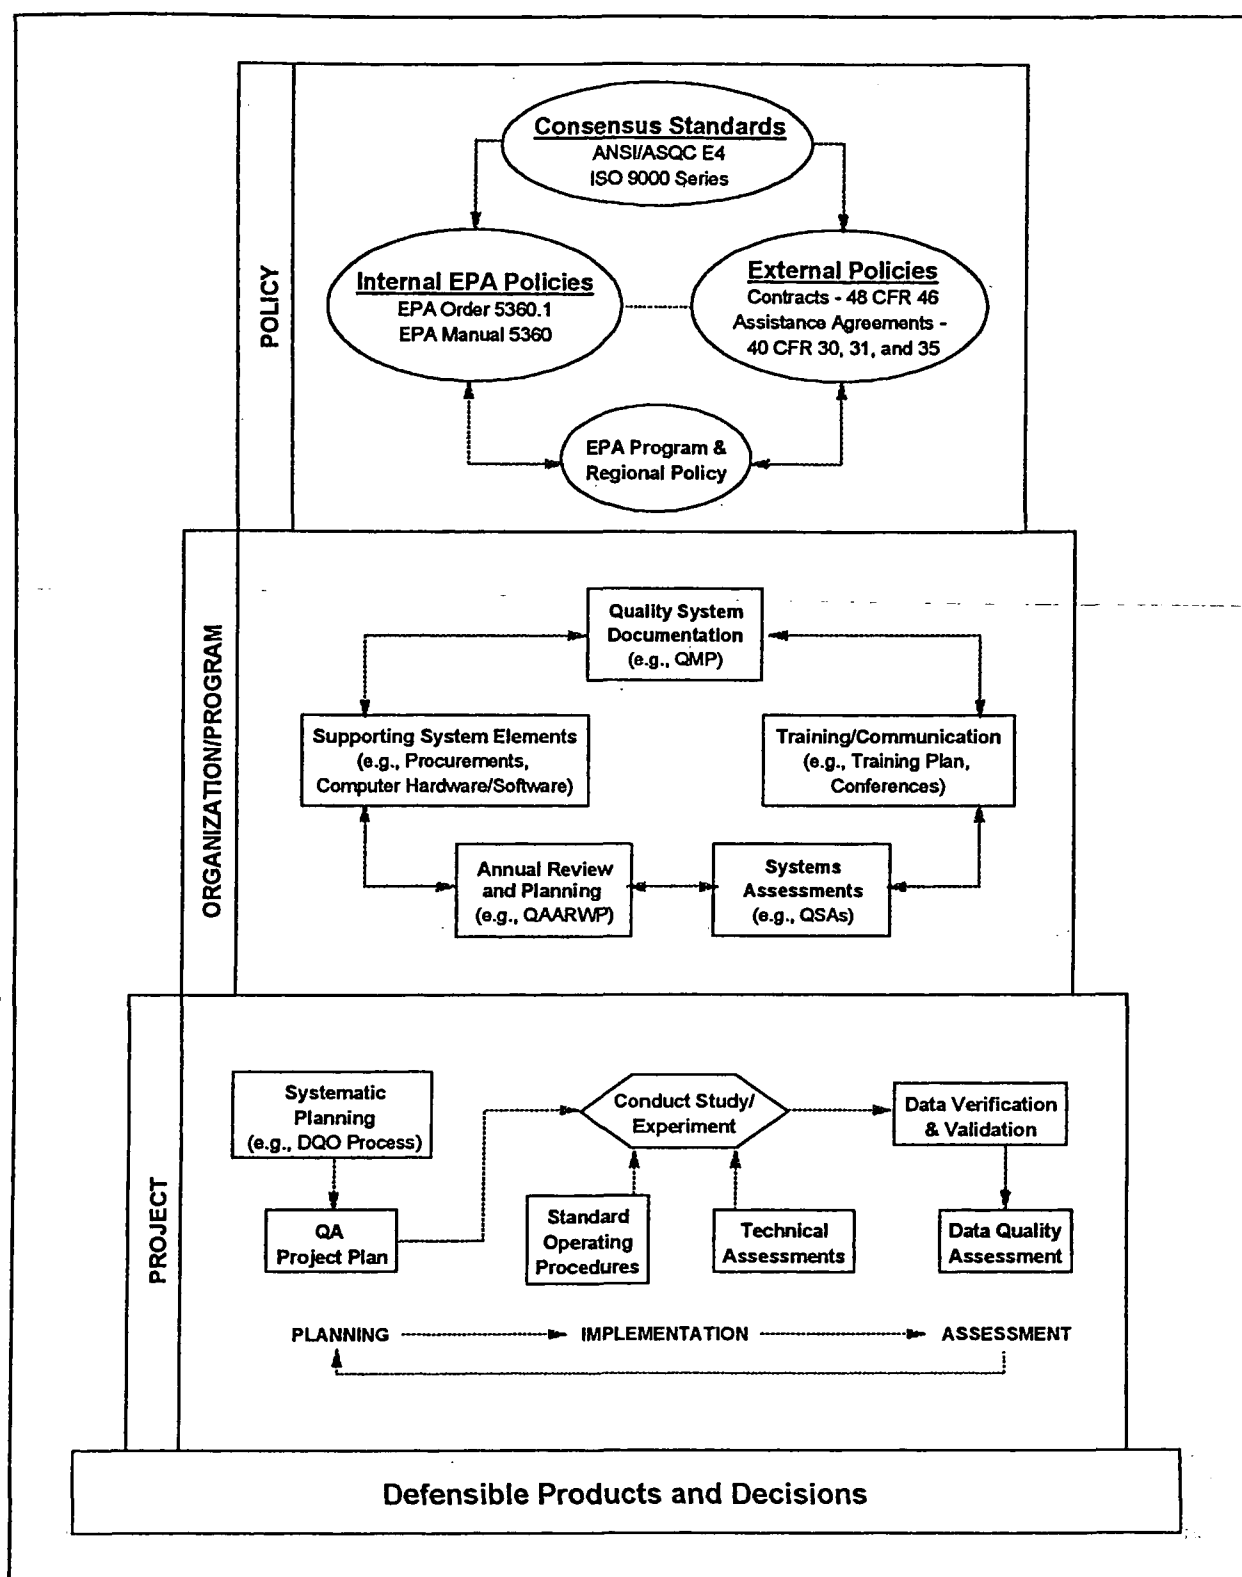 POLICY
Consensus Standards
ANSI/ASQC E4
ISO 9000 Series
Internal EPA Policies
EPA Order 5360.1
EPA Manual 5360
External Policies
Contracts - 48 CFR 46
Assistance Agreements -
40 CFR 30, 31, and 35
EPA Program &
Regional Policy
ORGANIZATION/PROGRAM
Quality System
Documentation
(e.g., QMP)
Supporting System Elements
(e.g., Procurements,
Computer Hardware/Software)
Training/Communication
(e.g., Training Plan,
Conferences)
Annual Review
and Planning
(e.g., QAARWP)
Systems
Assessments
(e.g., QSAs)
PROJECT
Systematic
Planning
(e.g., DQO Process)
QA
Project Plan
Conduct Study/
Experiment
Standard
Operating
Procedures
Technical
Assessments
Data Verification
& Validation
Data Quality
Assessment
PLANNING
IMPLEMENTATION
ASSESSMENT
Defensible Products and Decisions